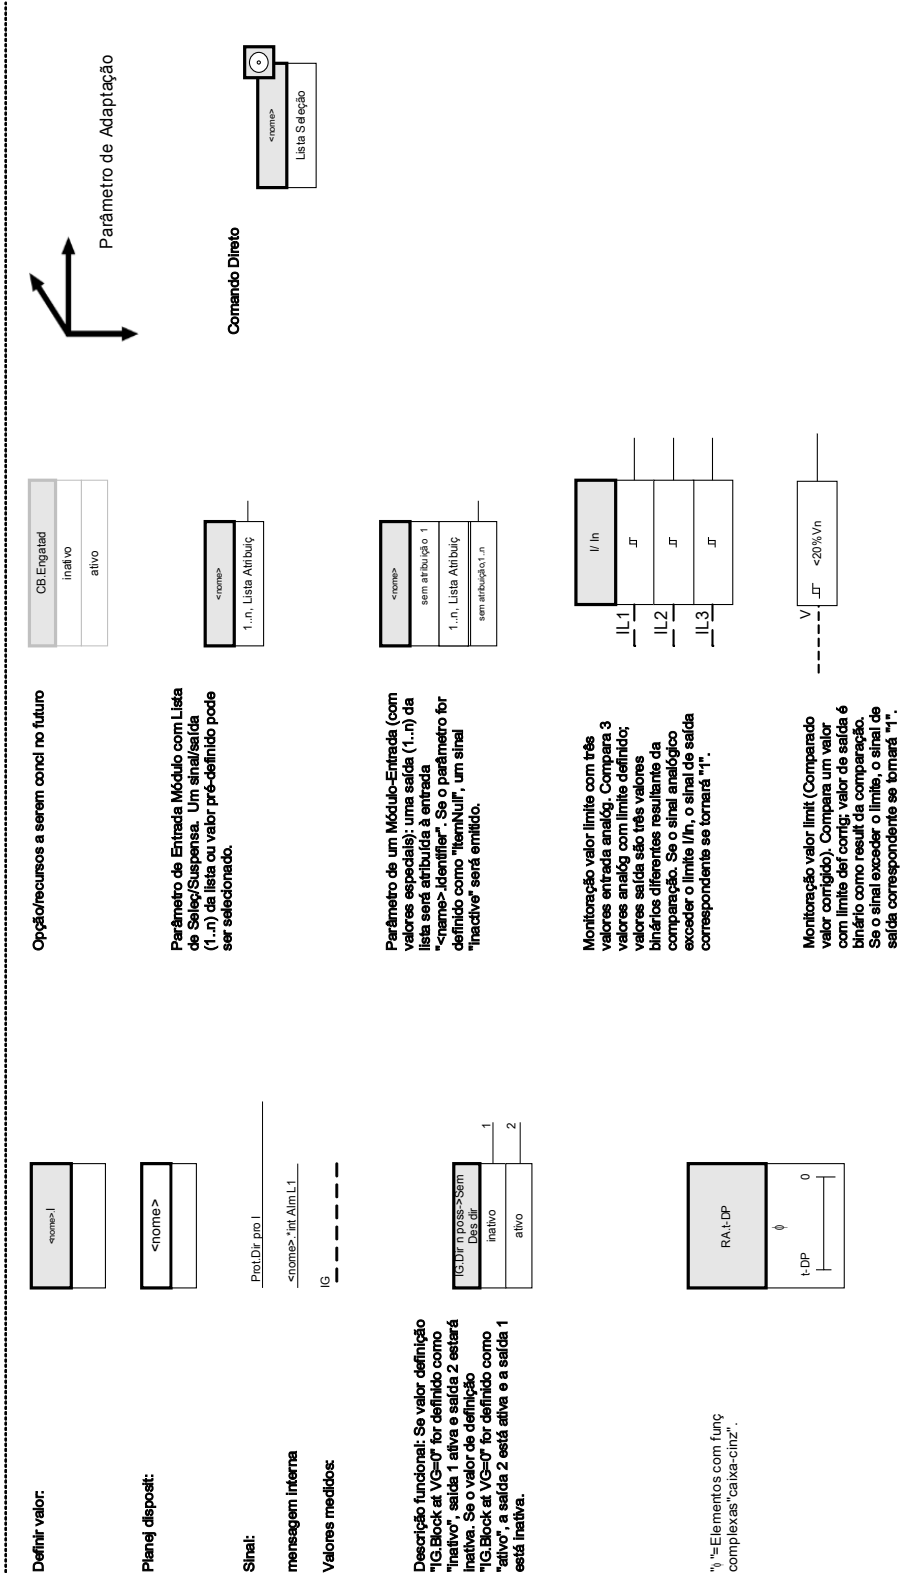 Definir valor:
<nome>.I
Planej disposit:
<nome>
Sinal:
Prot.Dir pro I
mensagem interna
<nome>.*int Alm L1
Valores medidos:
IG
Descrição funcional: Se valor definição
"IG.Block at VG=0" for definido como
"inativo", saida 1 ativa e saída 2 estará
inativa. Se o valor de definição
"IG.Block at VG=0" for definido como
"ativo", a saída 2 está ativa e a saída 1
está inativa.
IG.Dir n poss->Sem
Des dir
inativo
ativo
1
2
"ϕ"=Elementos com funç
complexas"caixa-cinz".
RA.t-DP
ϕ
t-DP
0
Opção/recursos a serem concl no futuro
CB.Engatad
inativo
ativo
Parâmetro de Entrada Módulo com Lista
de Seleç/Suspensa. Um sinal/saída
(1..n) da lista ou valor pré-definido pode
ser selecionado.
<nome>
1..n, Lista Atribuiç
Parâmetro de um Módulo-Entrada (com
valores especiais): uma saída (1..n) da
lista será atribuída à entrada
"<name>.identifier". Se o parâmetro for
definido como "ItemNull", um sinal
"Inactive" será emitido.
<nome>
sem atribuição 1
1..n, Lista Atribuiç
sem atribuição,1..n
Monitoração valor limite com três
valores entrada analóg. Compara 3
valores analóg com limite definido;
valores saída são três valores
binários diferentes resultante da
comparação. Se o sinal analógico
exceder o limite I/In, o sinal de saída
correspondente se tornará "1".
I/ In
IL1
IL2
IL3
Monitoração valor limit (Comparado
valor corrigido). Compara um valor
com limite def corrig; valor de saída é
binário como result da comparação.
Se o sinal exceder o limite, o sinal de
saída correspondente se tornará "1".
V
<20%Vn
Parâmetro de Adaptação
Comando Direto
<nome>
Lista Seleção